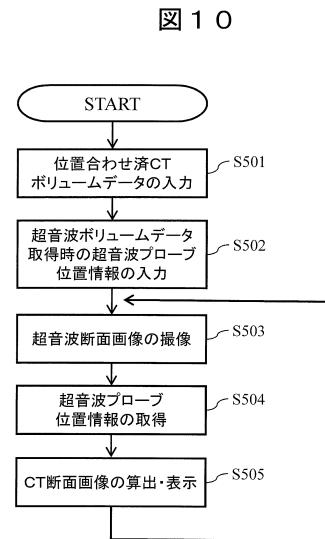 図１０
START
位置合わせ済CT
ボリュームデータの入力
S501
超音波ボリュームデータ
取得時の超音波プローブ
位置情報の入力
S502
超音波断面画像の撮像
S503
超音波プローブ
位置情報の取得
S504
CT断面画像の算出・表示
S505